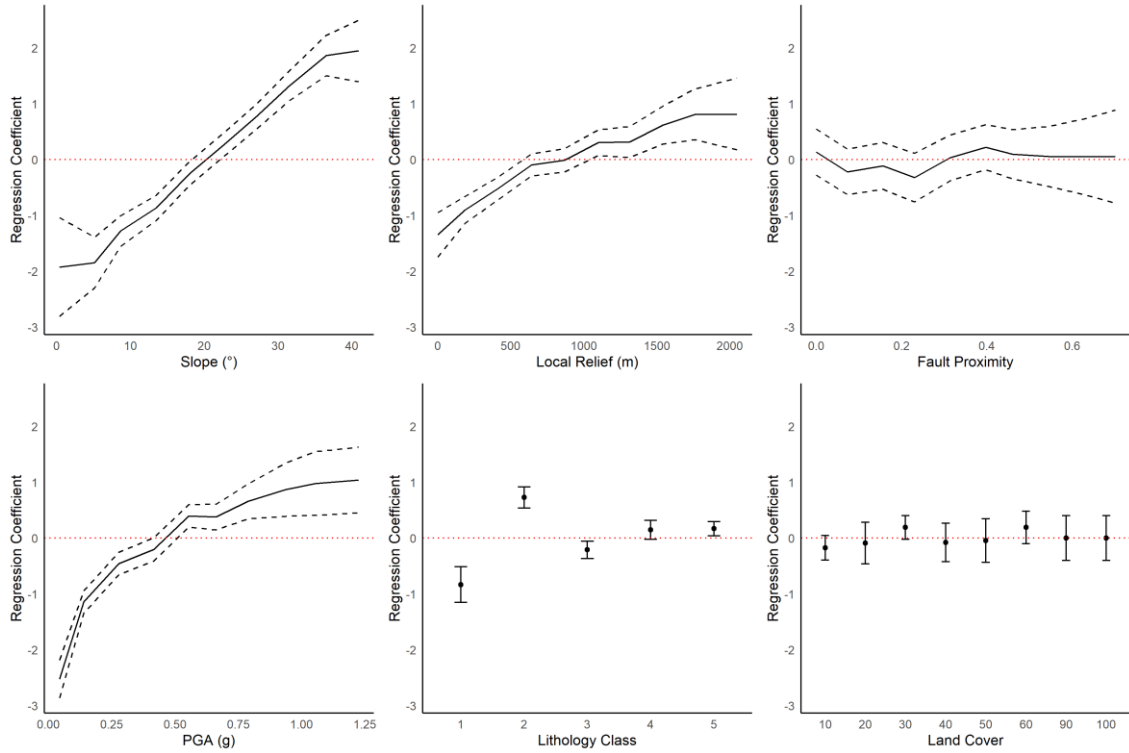 Regression Coefficient
2
1
0
-1
-2
-3
0 10 20 30 40
Slope (°)
Regression Coefficient
2
1
0
-1
-2
-3
0 500 1000 1500 2000
Local Relief (m)
Regression Coefficient
2
1
0
-1
-2
-3
0.0 0.2 0.4 0.6
Fault Proximity
Regression Coefficient
2
1
0
-1
-2
-3
0.00 0.25 0.50 0.75 1.00 1.25
PGA (g)
Regression Coefficient
2
1
0
-1
-2
-3
1 2 3 4 5
Lithology Class
Regression Coefficient
2
1
0
-1
-2
-3
10 20 30 40 50 60 90 100
Land Cover